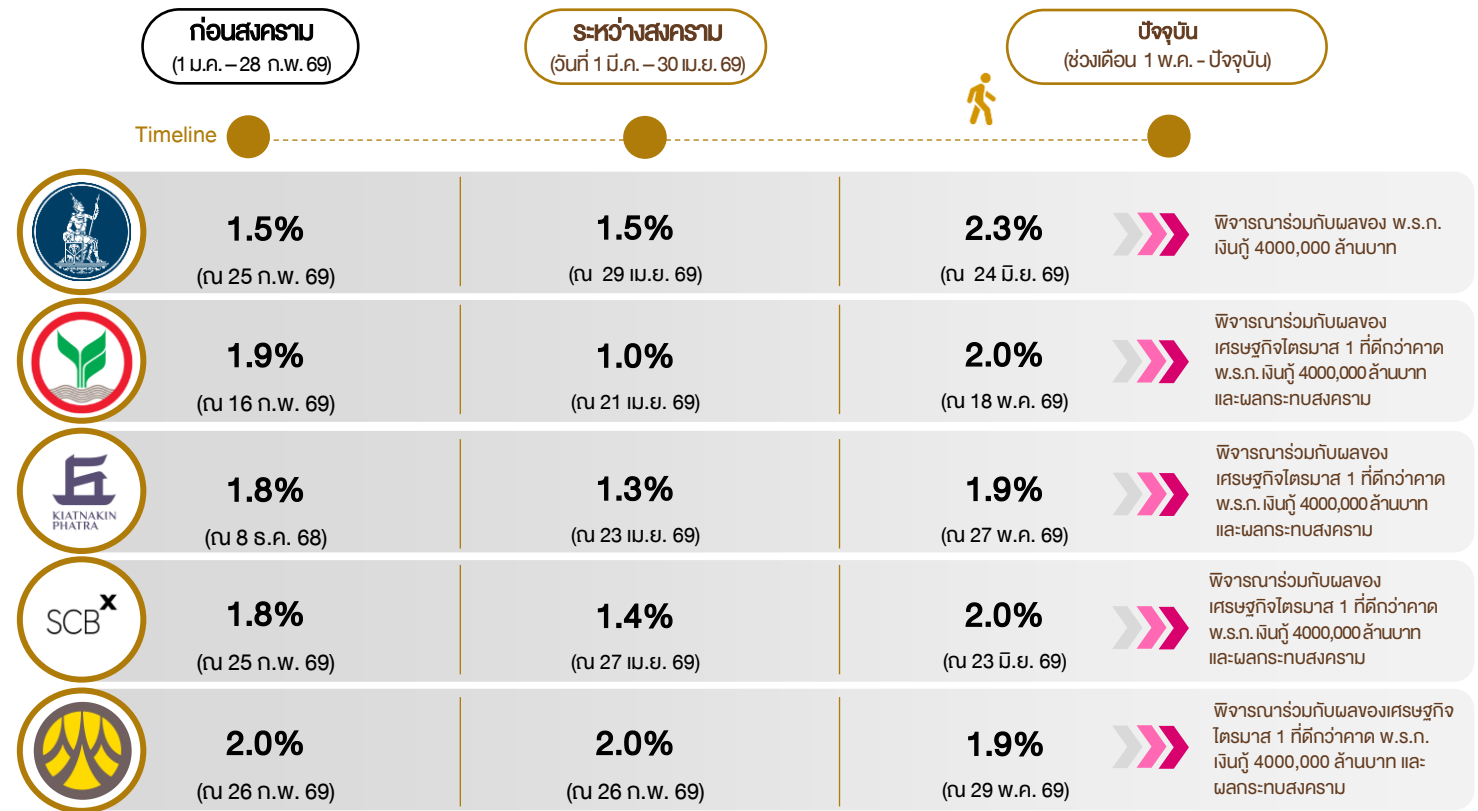 ก่อนสงคราม
(1 ม.ค. – 28 ก.พ. 69)
ระหว่างสงคราม
(วันที่ 1 มี.ค. – 30 เม.ย. 69)
ปัจจุบัน
(ช่วงเดือน 1 พ.ค. - ปัจจุบัน)
Timeline
1.5%
(ณ 25 ก.พ. 69)
1.5%
(ณ 29 เม.ย. 69)
2.3%
(ณ 24 มิ.ย. 69)
พิจารณาร่วมกับผลของ พ.ร.ก.
เงินกู้ 4000,000 ล้านบาท
1.9%
(ณ 16 ก.พ. 69)
1.0%
(ณ 21 เม.ย. 69)
2.0%
(ณ 18 พ.ค. 69)
พิจารณาร่วมกับผลของ
เศรษฐกิจไตรมาส 1 ที่ดีกว่าคาด
พ.ร.ก. เงินกู้ 4000,000 ล้านบาท
และผลกระทบสงคราม
KIATNAKIN
PHATRA
1.8%
(ณ 8 ธ.ค. 68)
1.3%
(ณ 23 เม.ย. 69)
1.9%
(ณ 27 พ.ค. 69)
พิจารณาร่วมกับผลของ
เศรษฐกิจไตรมาส 1 ที่ดีกว่าคาด
พ.ร.ก. เงินกู้ 4000,000 ล้านบาท
และผลกระทบสงคราม
SCB X
1.8%
(ณ 25 ก.พ. 69)
1.4%
(ณ 27 เม.ย. 69)
2.0%
(ณ 23 มิ.ย. 69)
พิจารณาร่วมกับผลของ
เศรษฐกิจไตรมาส 1 ที่ดีกว่าคาด
พ.ร.ก. เงินกู้ 4000,000 ล้านบาท
และผลกระทบสงคราม
2.0%
(ณ 26 ก.พ. 69)
2.0%
(ณ 26 ก.พ. 69)
1.9%
(ณ 29 พ.ค. 69)
พิจารณาร่วมกับผลของเศรษฐกิจ
ไตรมาส 1 ที่ดีกว่าคาด พ.ร.ก.
เงินกู้ 4000,000 ล้านบาท และ
ผลกระทบสงคราม